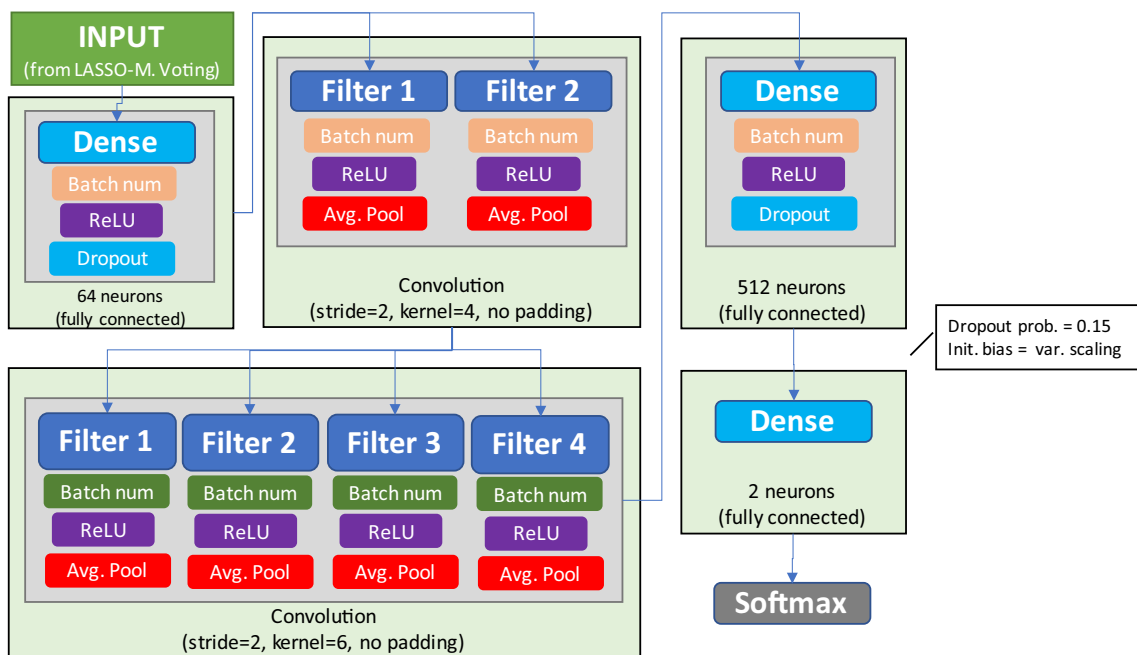 INPUT
(from LASSO-M. Voting)
Dense
Batch num
ReLU
Dropout
64 neurons
(fully connected)
Filter 1 Filter 2
Batch num Batch num
ReLU ReLU
Avg. Pool Avg. Pool
Convolution
(stride=2, kernel=4, no padding)
Filter 1 Filter 2 Filter 3 Filter 4
Batch num Batch num Batch num Batch num
ReLU ReLU ReLU ReLU
Avg. Pool Avg. Pool Avg. Pool Avg. Pool
Convolution
(stride=2, kernel=6, no padding)
Dense
Batch num
ReLU
Dropout
512 neurons
(fully connected)
Dropout prob. = 0.15
Init. bias = var. scaling
Dense
2 neurons
(fully connected)
Softmax